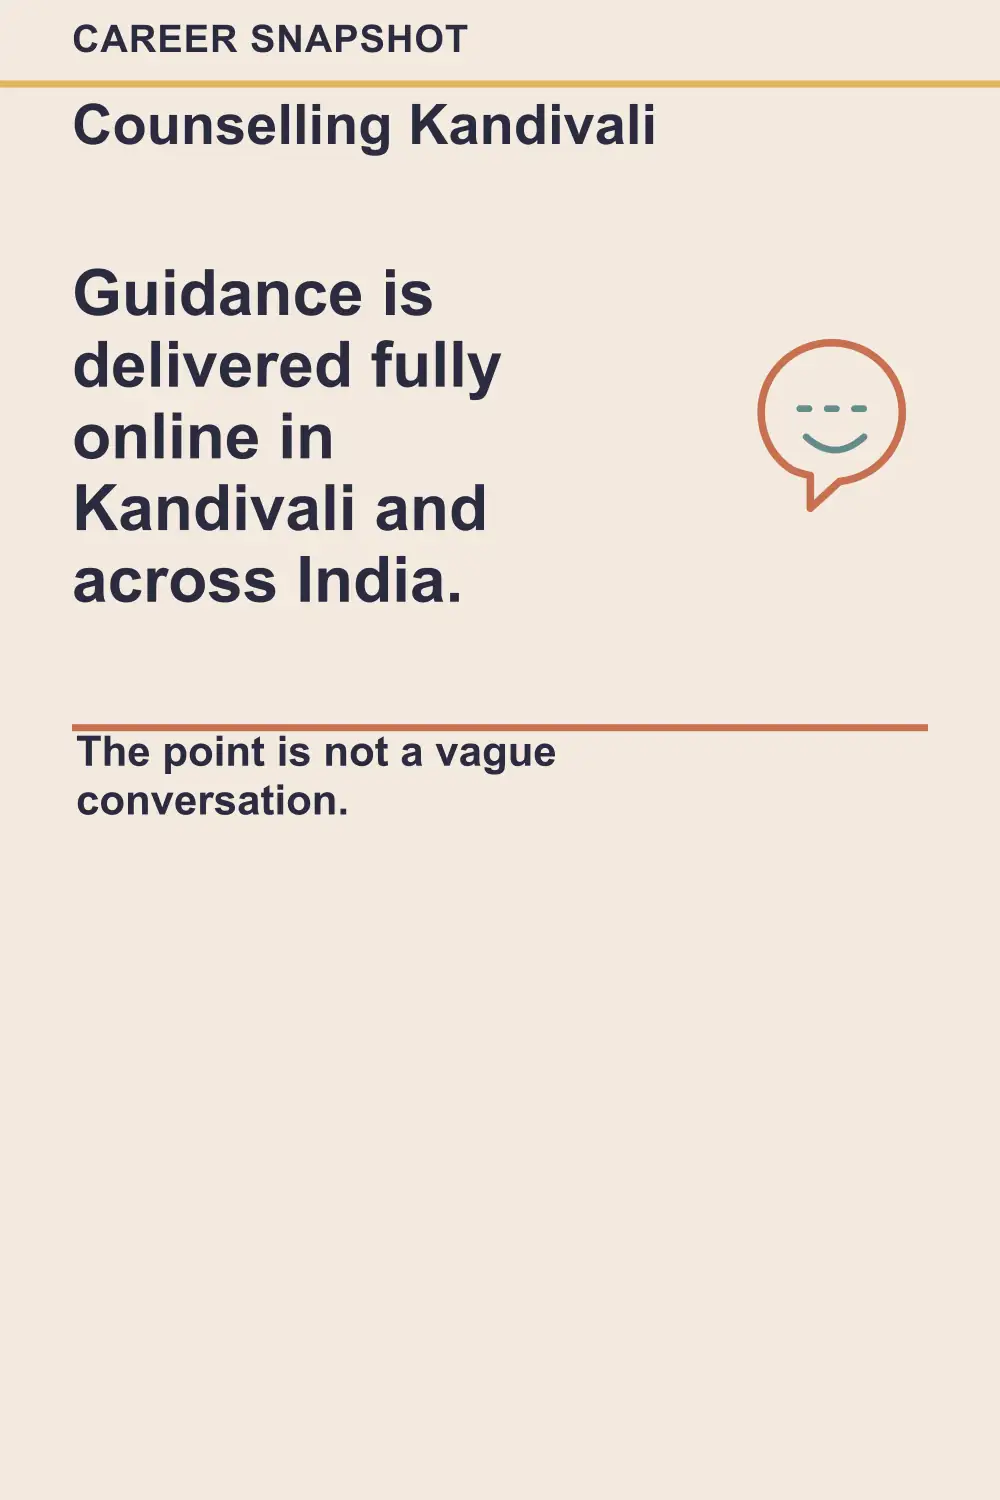 CAREER SNAPSHOT
Counselling Kandivali
Guidance is
delivered fully
online in
Kandivali and
across India.
The point is not a vague
conversation.